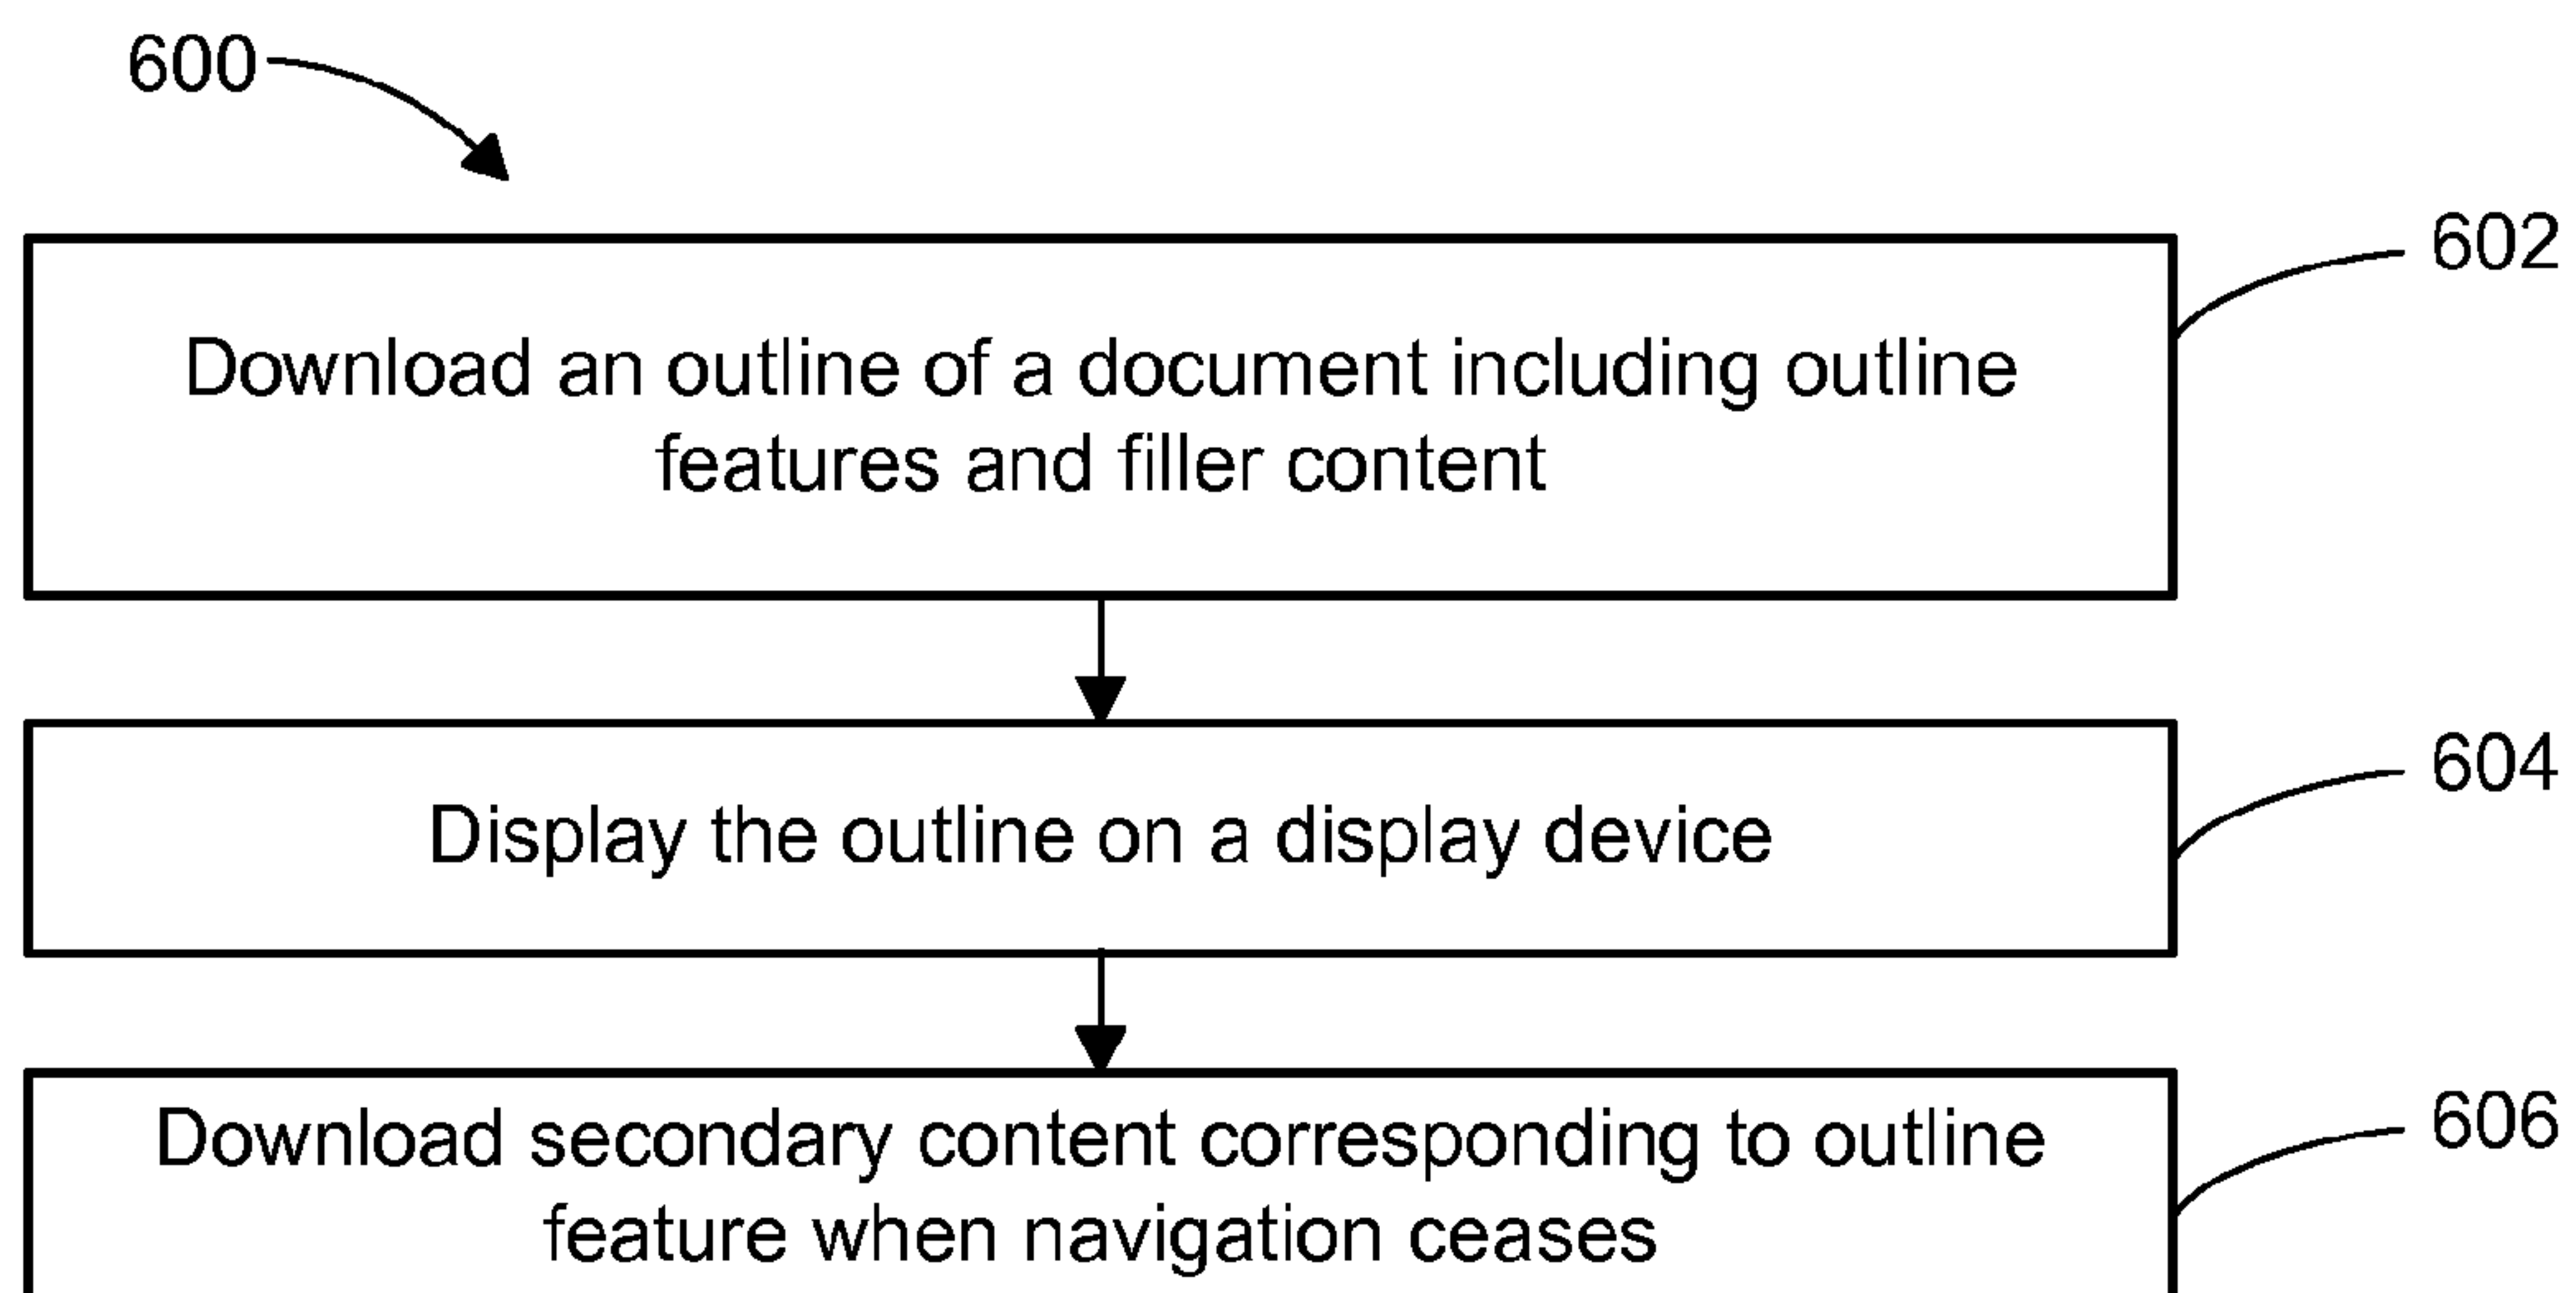 600
602
Download an outline of a document including outline
features and filler content
604
Display the outline on a display device
606
Download secondary content corresponding to outline
feature when navigation ceases